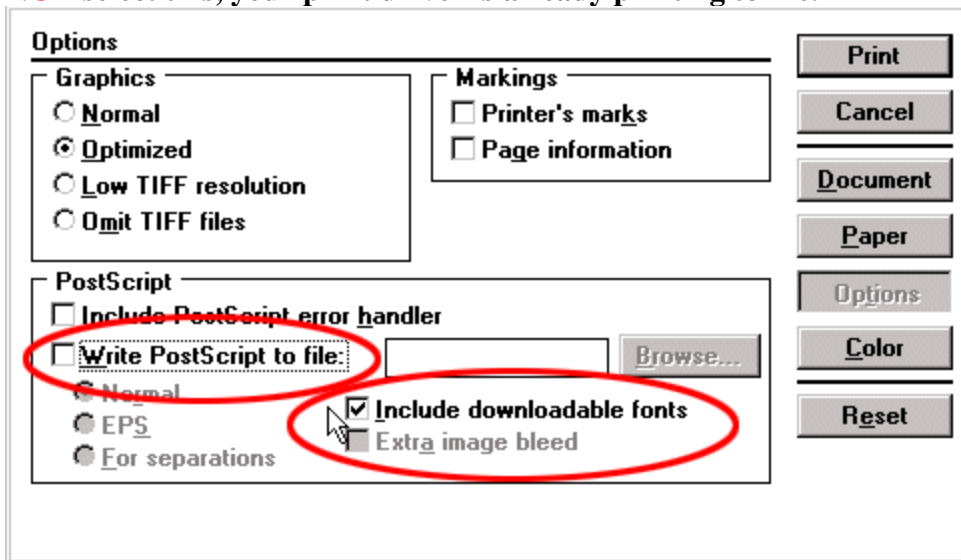 Options
Graphics
Normal
Optimized
Low TIFF resolution
Omit TIFF files
Markings
Printer's marks
Page information
PostScript
Include PostScript error handler
Write PostScript to file:
Browse...
Normal
EPS
For separations
Include downloadable fonts
Extra image bleed
Print
Cancel
Document
Paper
Options
Color
Reset